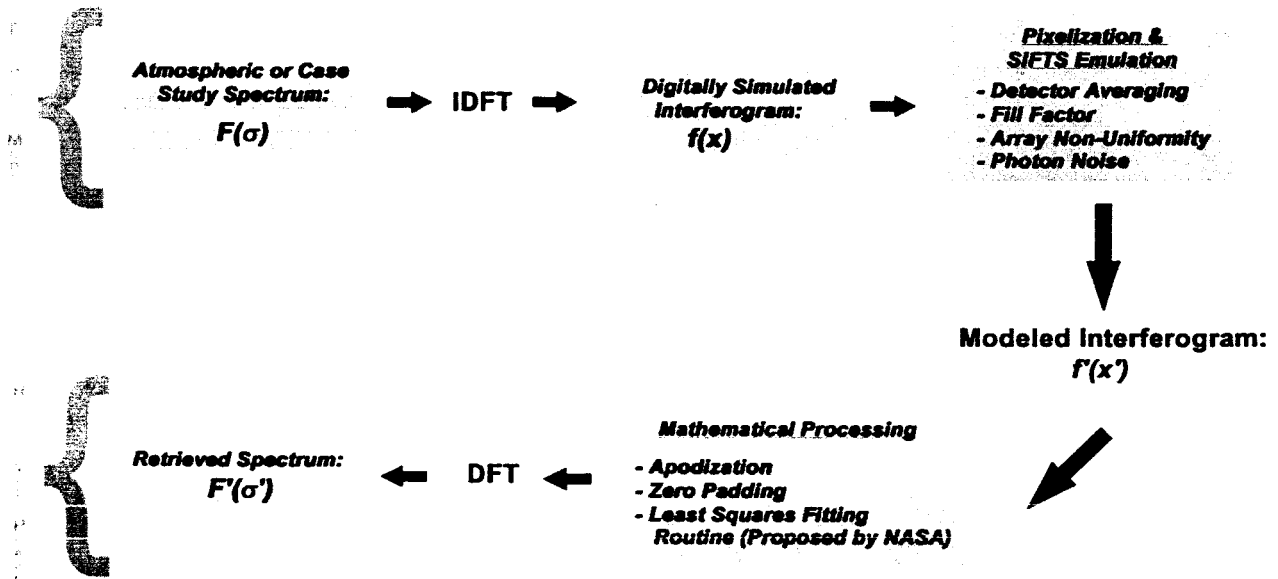 Atmospheric or Case
Study Spectrum:
F(σ)
IDFT
Digitally Simulated
Interferogram:
f(x)
Pixelization &
SIFTS Emulation
- Detector Averaging
- Fill Factor
- Array Non-Uniformity
- Photon Noise
Modeled Interferogram:
f'(x')
Mathematical Processing
- Apodization
- Zero Padding
- Least Squares Fitting
Routine (Proposed by NASA)
DFT
Retrieved Spectrum:
F'(σ')